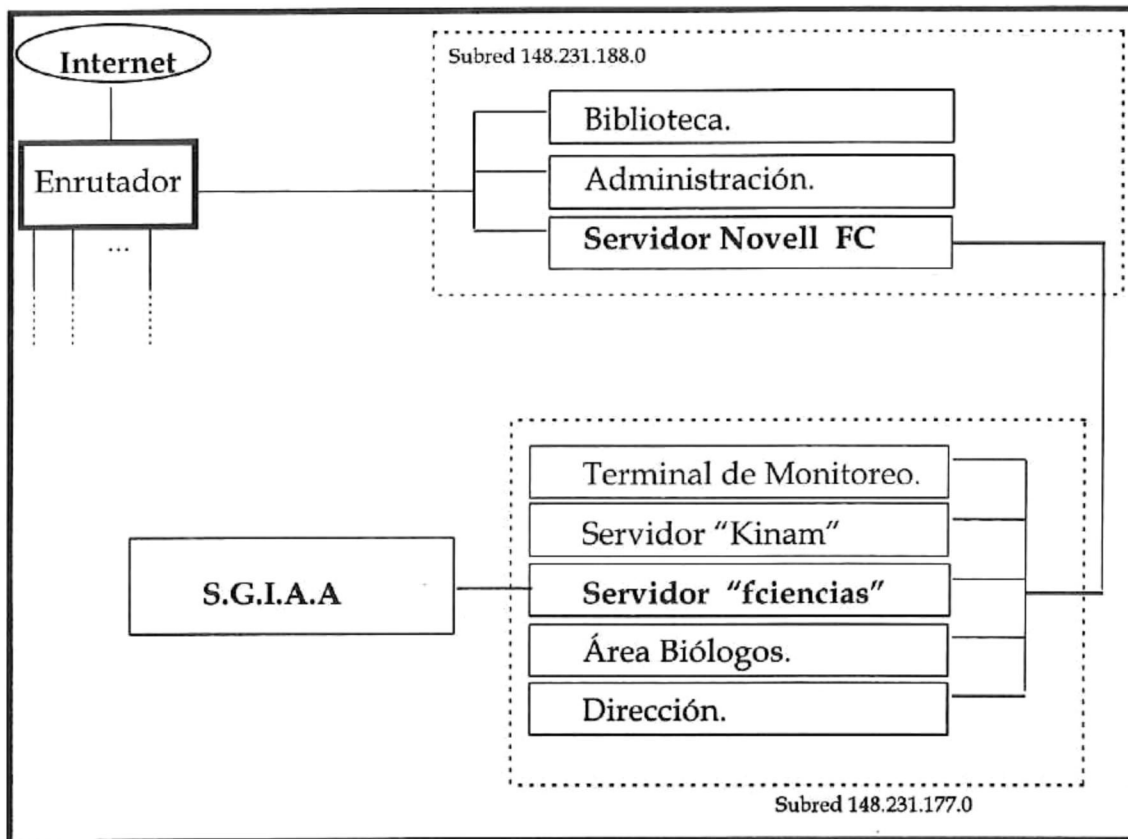 Internet
Subred 148.231.188.0
Biblioteca.
Enrutador
Administración.
Servidor Novell  FC
...
Terminal de Monitoreo.
Servidor “Kinam”
S.G.I.A.A
Servidor  “fciencias”
Área Biólogos.
Dirección.
Subred 148.231.177.0